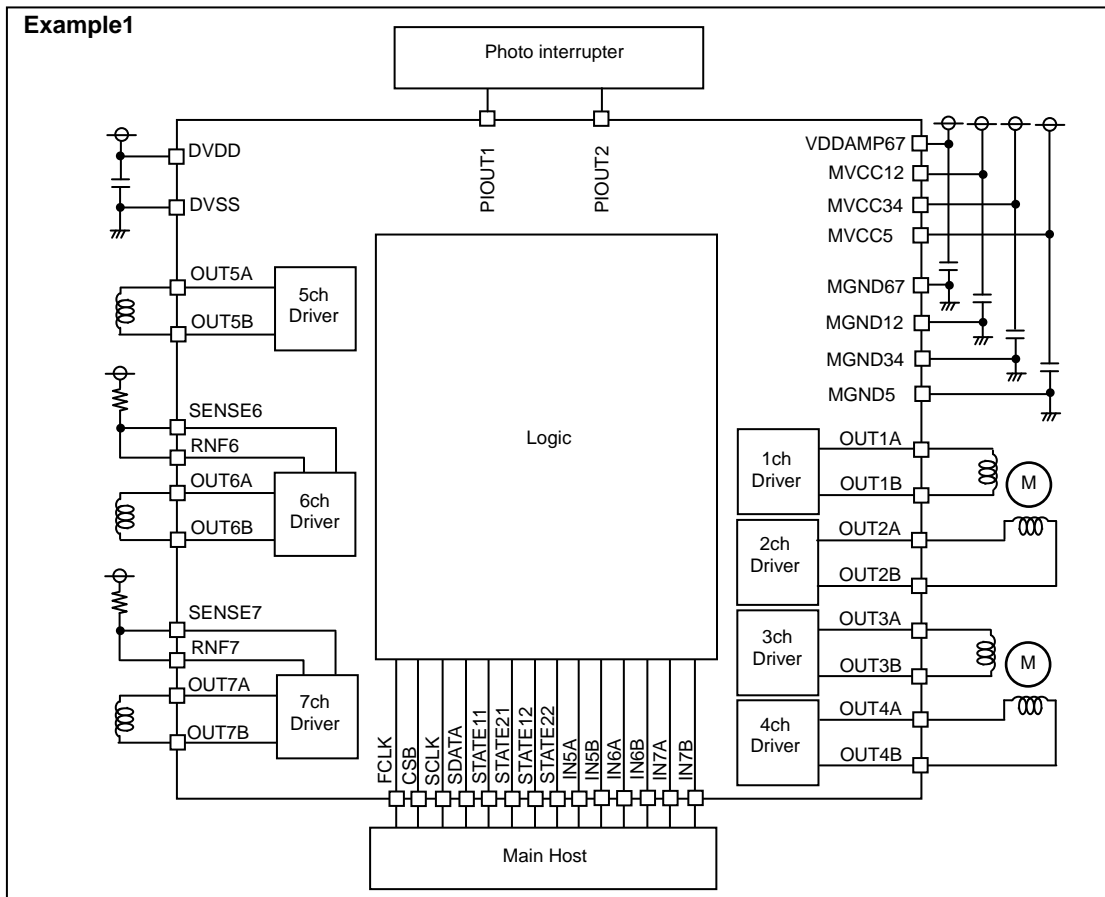 Example1
Photo interrupter
PIOUT1
PIOUT2
DVDD
DVSS
OUT5A
OUT5B
5ch
Driver
SENSE6
RNF6
OUT6A
OUT6B
6ch
Driver
SENSE7
RNF7
OUT7A
OUT7B
7ch
Driver
Logic
VDDAMP67
MVCC12
MVCC34
MVCC5
MGND67
MGND12
MGND34
MGND5
1ch
Driver
OUT1A
OUT1B
M
2ch
Driver
OUT2A
OUT2B
3ch
Driver
OUT3A
OUT3B
M
4ch
Driver
OUT4A
OUT4B
FCLK
CSB
SCLK
SDATA
STATE11
STATE21
STATE12
STATE22
IN5A
IN5B
IN6A
IN6B
IN7A
IN7B
Main Host